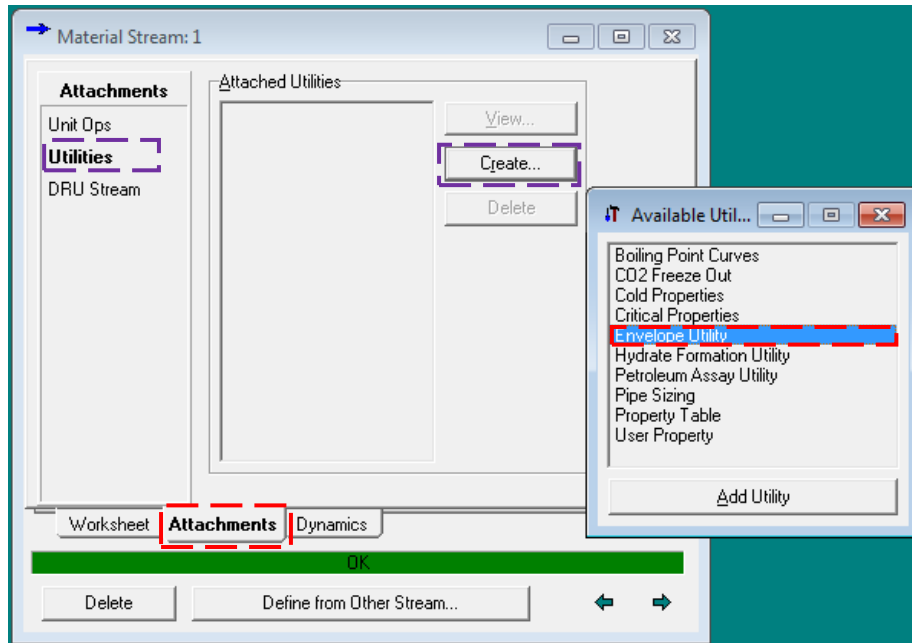 Material Stream: 1
Attachments
Unit Ops
Utilities
DRU Stream
Attached Utilities
View...
Create...
Delete
Available Util...
Boiling Point Curves
CO2 Freeze Out
Cold Properties
Critical Properties
Envelope Utility
Hydrate Formation Utility
Petroleum Assay Utility
Pipe Sizing
Property Table
User Property
Add Utility
Worksheet Attachments Dynamics
OK
Delete Define from Other Stream...